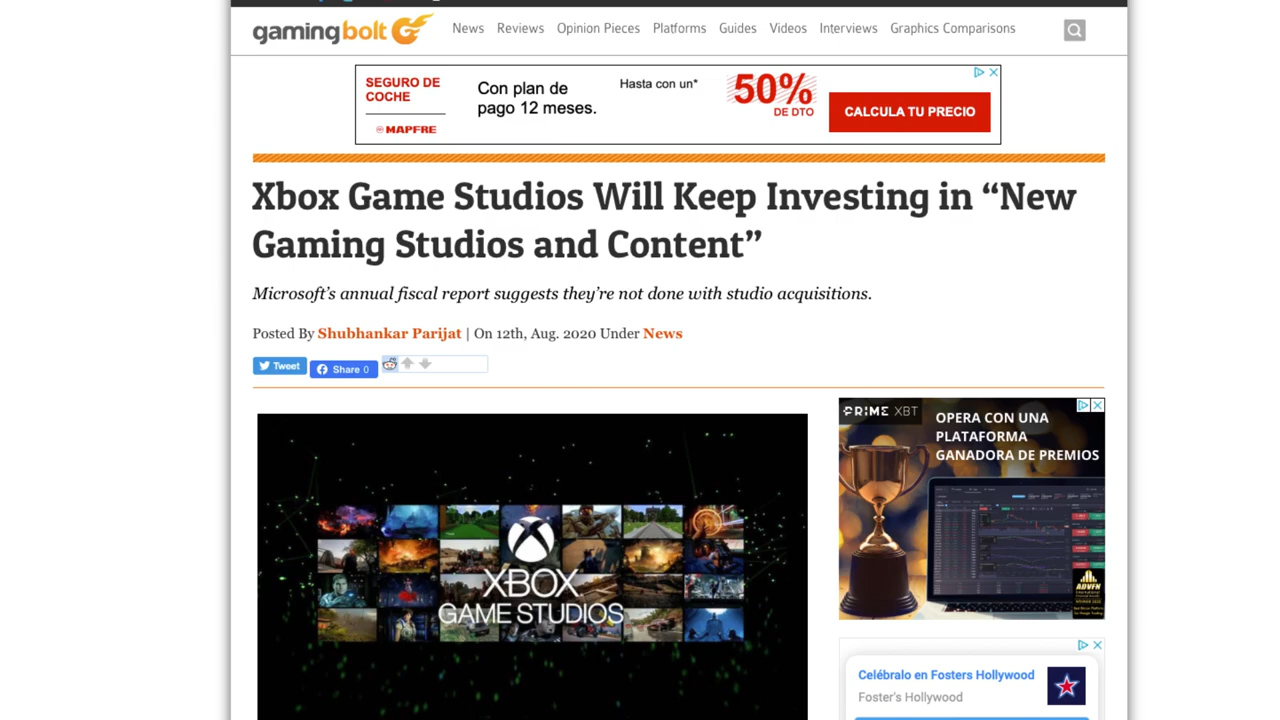 gamingbolt
News Reviews Opinion Pieces Platforms Guides Videos Interviews Graphics Comparisons
SEGURO DE
COCHE
MAPFRE
Con plan de
pago 12 meses.
Hasta con un*
50%
DE DTO
CALCULA TU PRECIO
Xbox Game Studios Will Keep Investing in “New
Gaming Studios and Content”
Microsoft’s annual fiscal report suggests they’re not done with studio acquisitions.
Posted By Shubhankar Parijat | On 12th, Aug. 2020 Under News
Tweet
Share 0
XBOX
GAME STUDIOS
PRIME XBT
OPERA CON UNA
PLATAFORMA
GANADORA DE PREMIOS
ADVFN
Celébralo en Fosters Hollywood
Foster's Hollywood